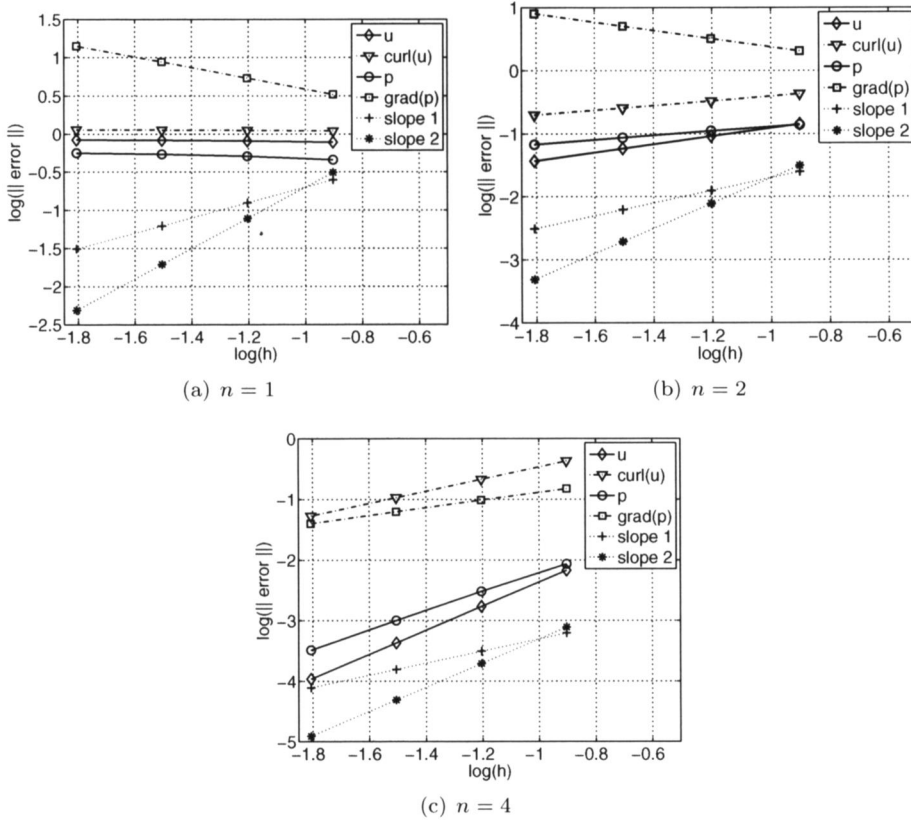 1.5
1
0.5
0
−0.5
−1
−1.5
−2
−2.5
log(|| error ||)
−1.8 −1.6 −1.4 −1.2 −1 −0.8 −0.6
log(h)
u
curl(u)
p
grad(p)
slope 1
slope 2
(a) n = 1
2
1
0
−1
−2
−3
−4
log(|| error ||)
−1.8 −1.6 −1.4 −1.2 −1 −0.8 −0.6
log(h)
u
curl(u)
p
grad(p)
slope 1
slope 2
(b) n = 2
0
−1
−2
−3
−4
−5
log(|| error ||)
−1.8 −1.6 −1.4 −1.2 −1 −0.8 −0.6
log(h)
u
curl(u)
p
grad(p)
slope 1
slope 2
(c) n = 4